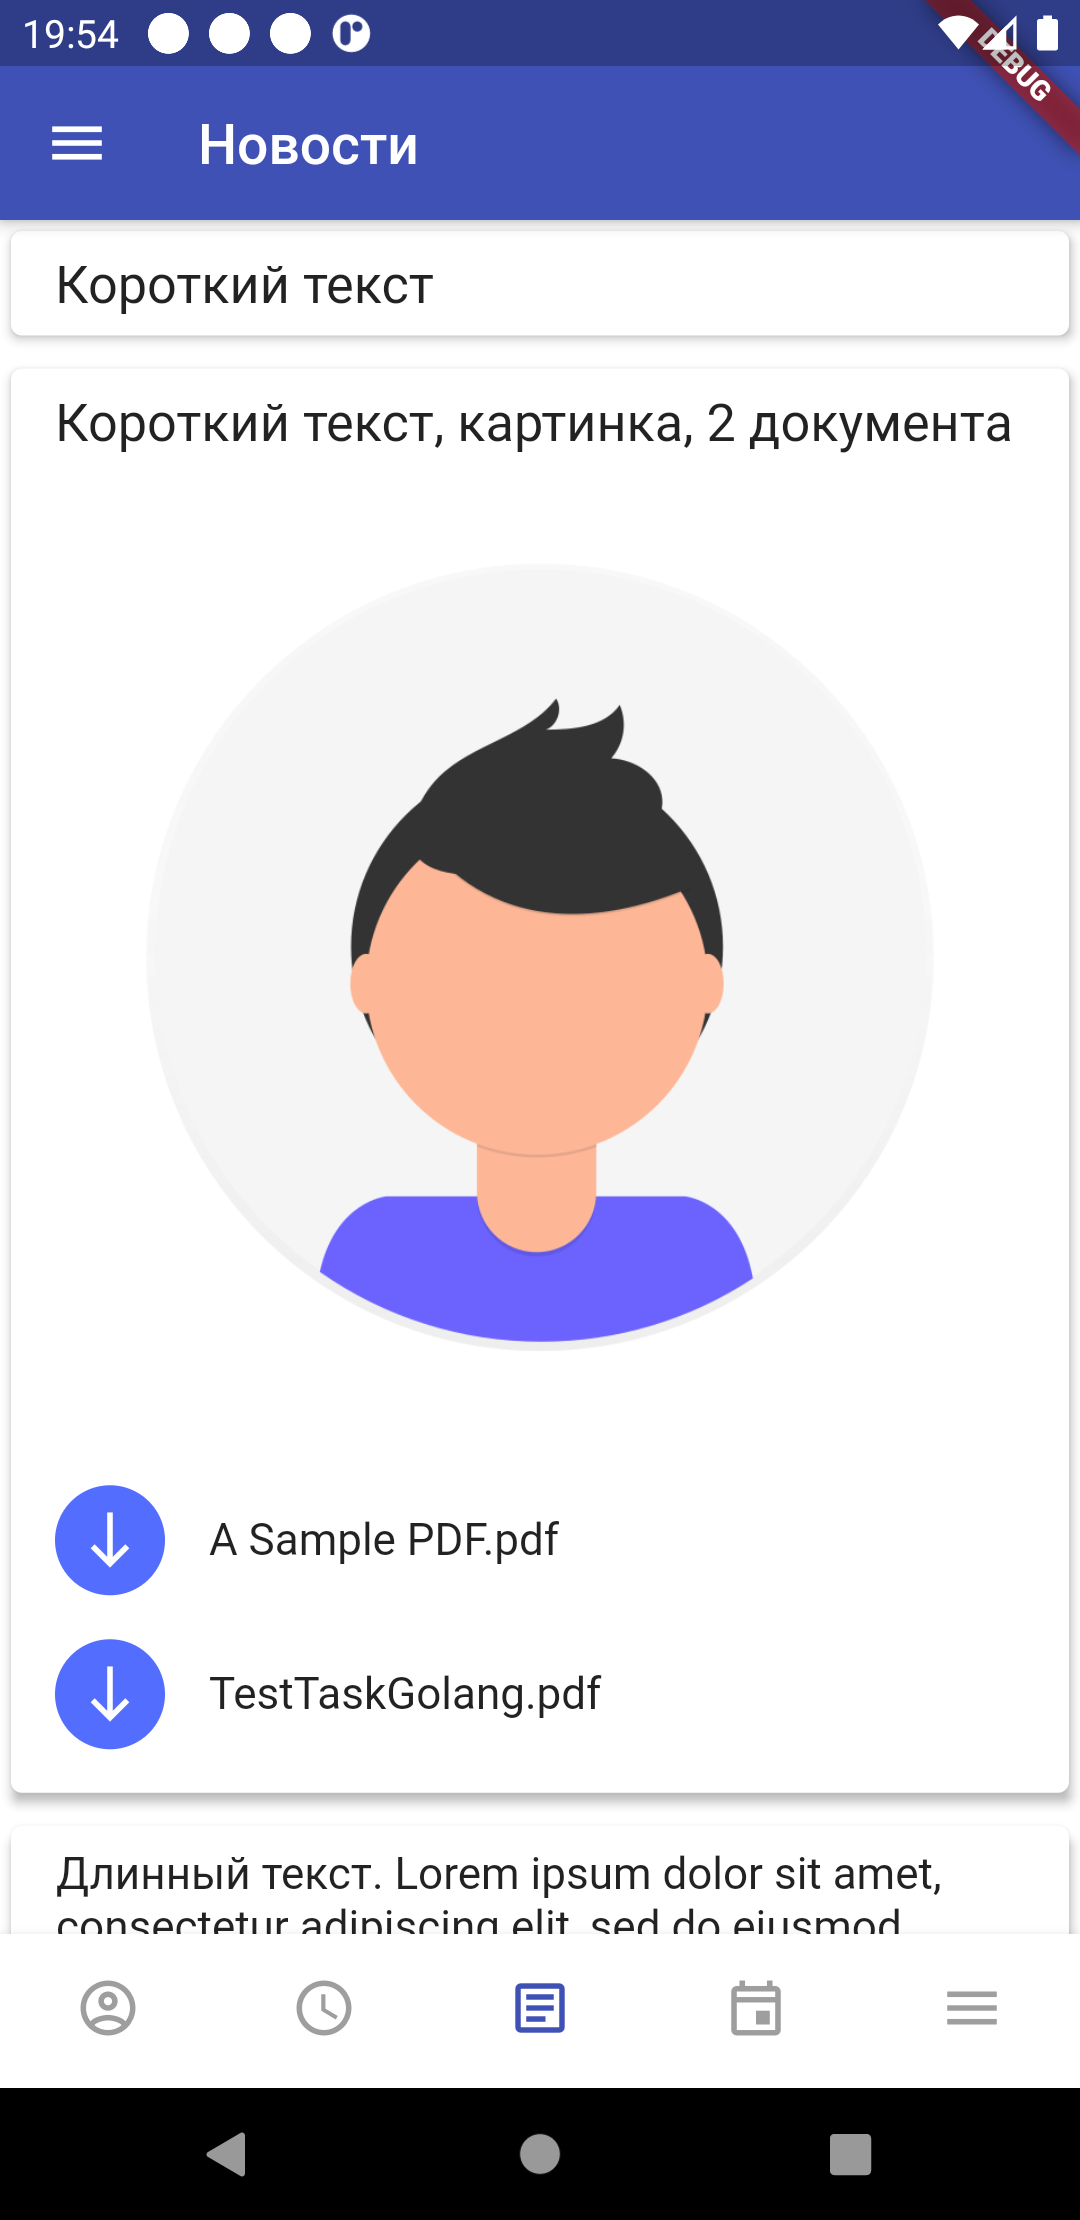 19:54
DEBUG
Новости
Короткий текст
Короткий текст, картинка, 2 документа
A Sample PDF.pdf
TestTaskGolang.pdf
Длинный текст. Lorem ipsum dolor sit amet,
consectetur adipiscing elit, sed do eiusmod